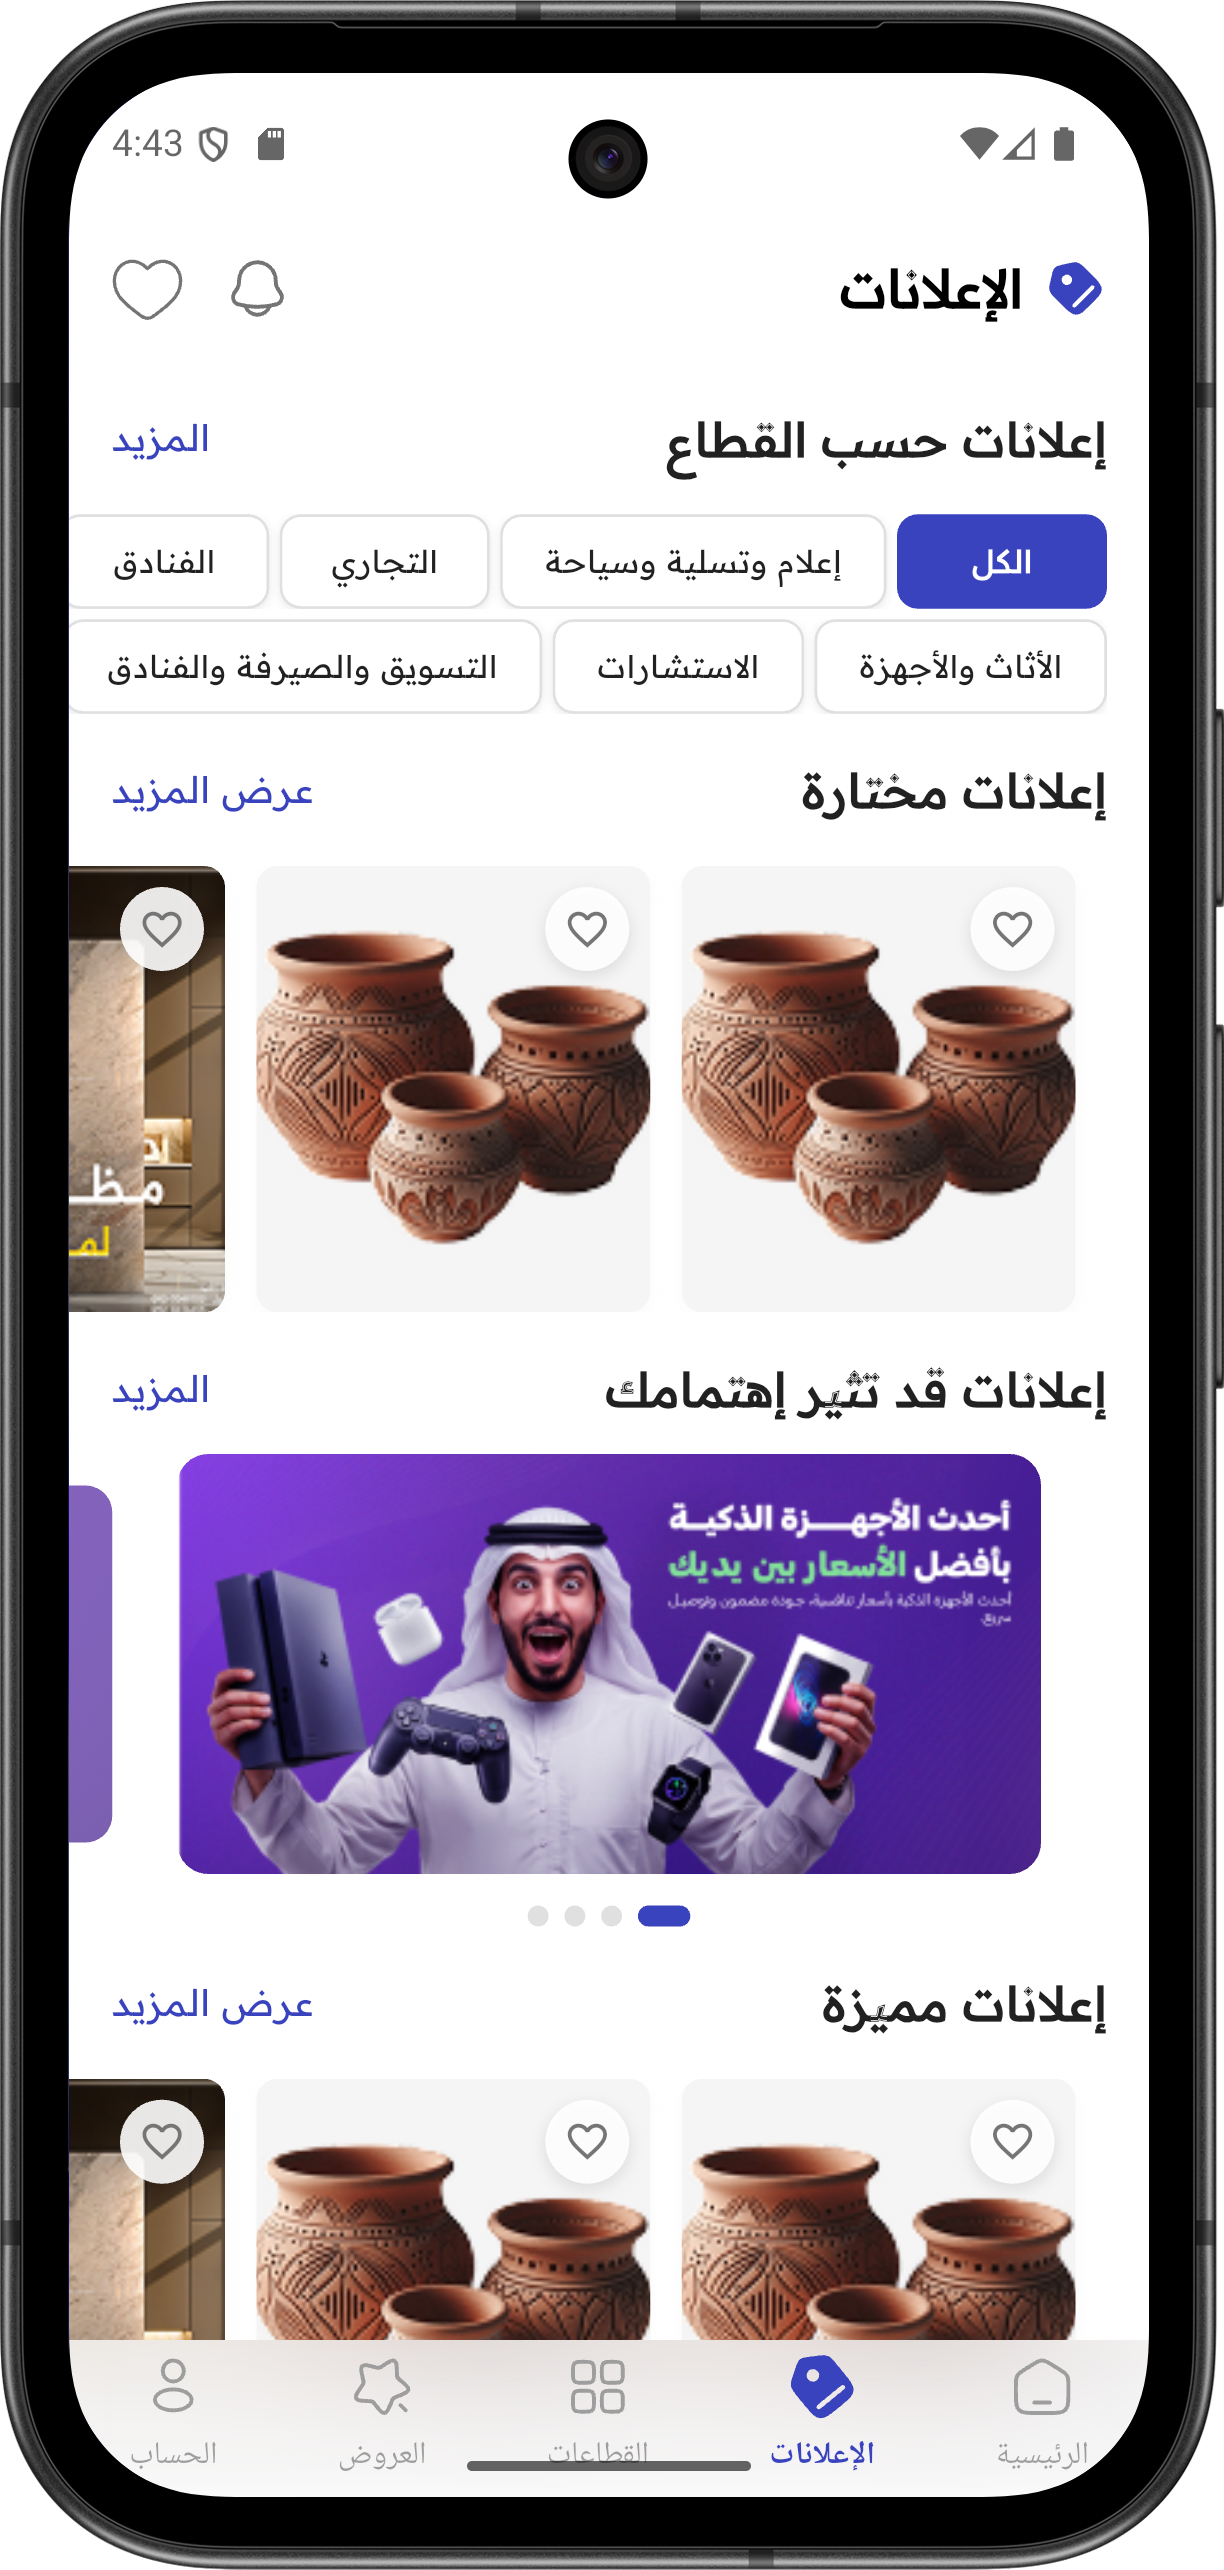 4:43
الإعلانات
إعلانات حسب القطاع
المزيد
الكل
إعلام وتسلية وسياحة
التجاري
الفنادق
الأثاث والأجهزة
الاستشارات
التسويق والصيرفة والفنادق
إعلانات مختارة
عرض المزيد
إعلانات قد تثير إهتمامك
المزيد
أحدث الأجهـــزة الذكيـة
بأفضل الأسعار بين يديك
أحدث الأجهزة الذكية بأسعار تنافسية، جودة مضمون وتوصيل
سريع.
إعلانات مميزة
عرض المزيد
الرئيسية
الإعلانات
القطاعات
العروض
الحساب